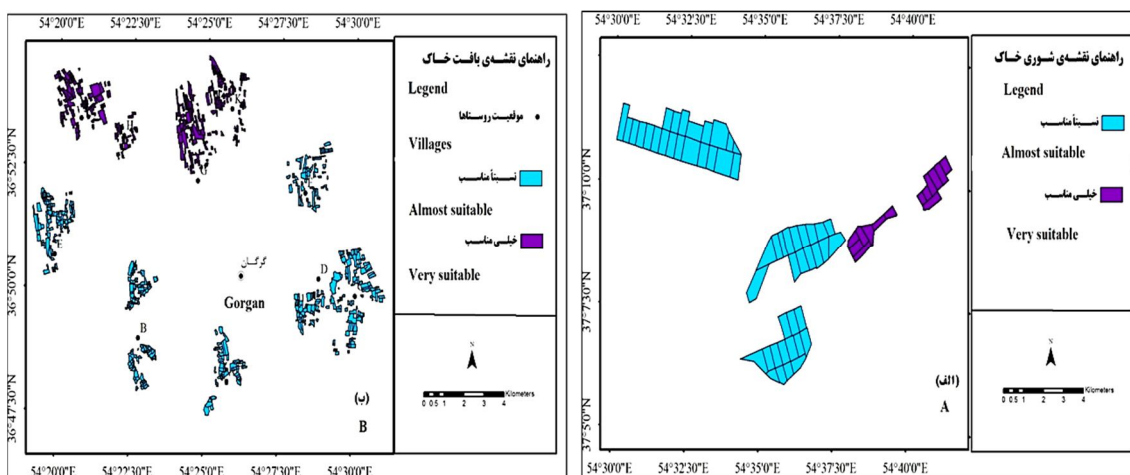 54°20'0"E 54°22'30"E 54°25'0"E 54°27'30"E 54°30'0"E
36°52'30"N
36°50'0"N
36°47'30"N
گرگان
Gorgan
D
B
E
G
H
(ب)
B
54°20'0"E 54°22'30"E 54°25'0"E 54°27'30"E 54°30'0"E
راهنمای نقشه‌ی بافت خاک
Legend
موقعیت روستاها
Villages
نسبتاً مناسب
Almost suitable
خیلی مناسب
Very suitable
N
0 0.5 1 2 3 4
Kilometers
54°30'0"E 54°32'30"E 54°35'0"E 54°37'30"E 54°40'0"E
37°10'0"N
37°7'30"N
37°5'0"N
(الف)
A
54°30'0"E 54°32'30"E 54°35'0"E 54°37'30"E 54°40'0"E
راهنمای نقشه‌ی شوری خاک
Legend
نسبتاً مناسب
Almost suitable
خیلی مناسب
Very suitable
N
0 0.5 1 2 3 4
Kilometers